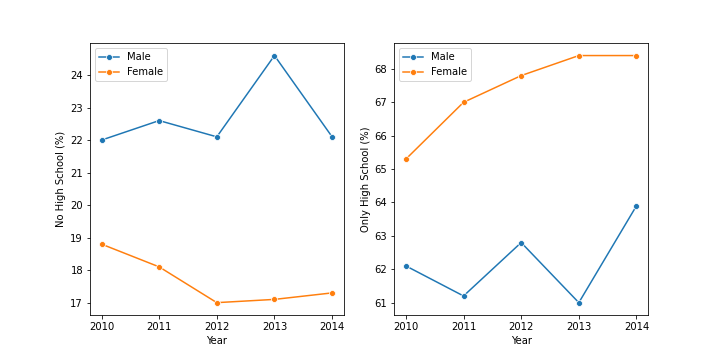 Male
Female
24
23
22
21
20
19
18
17
No High School (%)
2010 2011 2012 2013 2014
Year
Male
Female
68
67
66
65
64
63
62
61
Only High School (%)
2010 2011 2012 2013 2014
Year